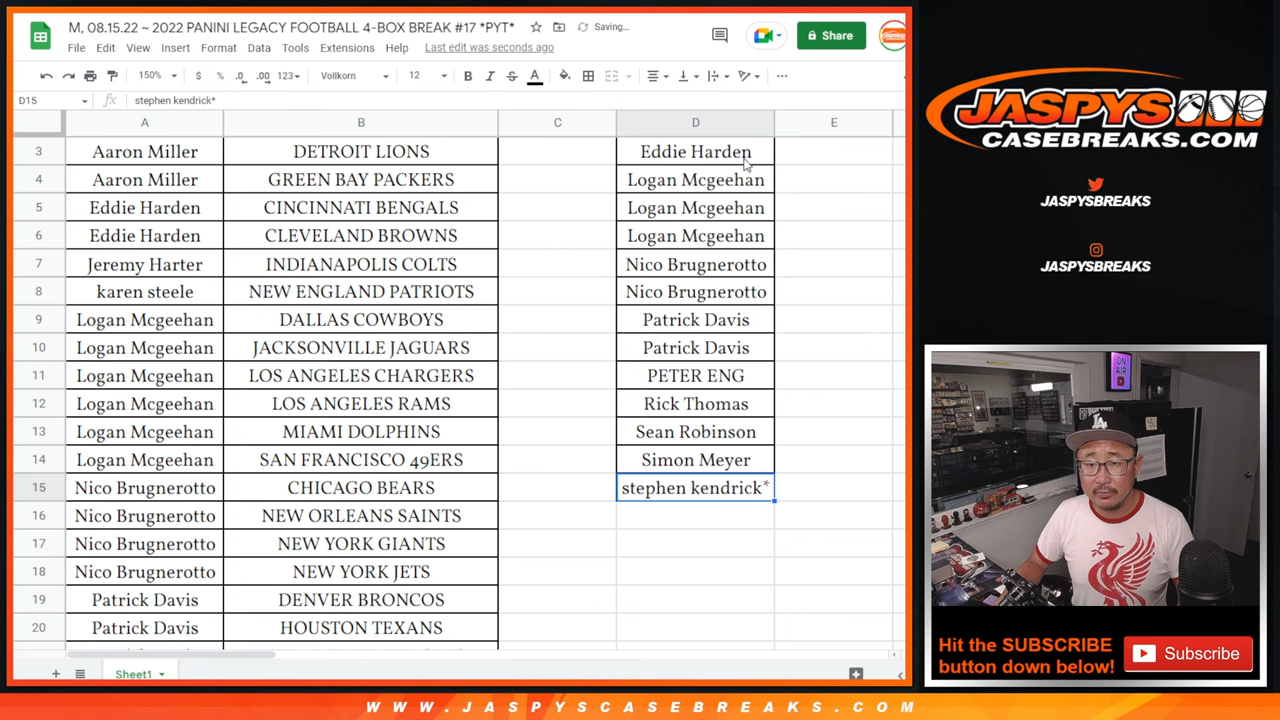 M, 08.15.22 ~ 2022 PANINI LEGACY FOOTBALL 4-BOX BREAK #17 *PYT*
Saving...
File Edit View Insert Format Data Tools Extensions Help Last edit was seconds ago
Share
150% $ % .0 .00 123 Vollkorn 12 B I S A
D15 fx stephen kendrick*
A B C D E
3 Aaron Miller DETROIT LIONS Eddie Harden
4 Aaron Miller GREEN BAY PACKERS Logan Mcgeehan
5 Eddie Harden CINCINNATI BENGALS Logan Mcgeehan
6 Eddie Harden CLEVELAND BROWNS Logan Mcgeehan
7 Jeremy Harter INDIANAPOLIS COLTS Nico Brugnerotto
8 karen steele NEW ENGLAND PATRIOTS Nico Brugnerotto
9 Logan Mcgeehan DALLAS COWBOYS Patrick Davis
10 Logan Mcgeehan JACKSONVILLE JAGUARS Patrick Davis
11 Logan Mcgeehan LOS ANGELES CHARGERS PETER ENG
12 Logan Mcgeehan LOS ANGELES RAMS Rick Thomas
13 Logan Mcgeehan MIAMI DOLPHINS Sean Robinson
14 Logan Mcgeehan SAN FRANCISCO 49ERS Simon Meyer
15 Nico Brugnerotto CHICAGO BEARS stephen kendrick*
16 Nico Brugnerotto NEW ORLEANS SAINTS
17 Nico Brugnerotto NEW YORK GIANTS
18 Nico Brugnerotto NEW YORK JETS
19 Patrick Davis DENVER BRONCOS
20 Patrick Davis HOUSTON TEXANS
Sheet1
JASPYS
CASEBREAKS.COM
JASPYSBREAKS
JASPYSBREAKS
ON
AIR
LA
Hit the SUBSCRIBE
button down below!
Subscribe
WWW.JASPYSCASEBREAKS.COM